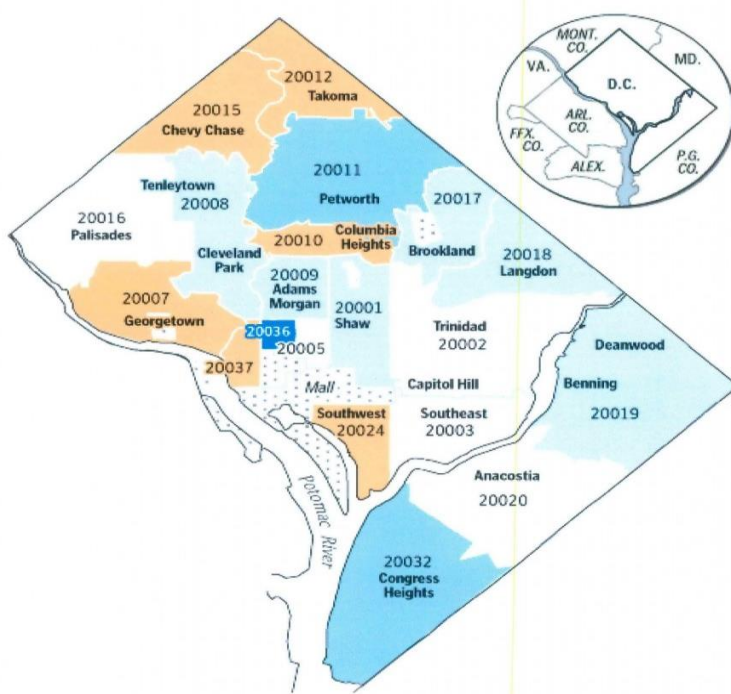 MONT.
CO.
VA.
MD.
D.C.
ARL.
CO.
FFX.
CO.
ALEX.
P.G.
CO.
20012
Takoma
20015
Chevy Chase
20011
Petworth
Tenleytown
20008
20017
20016
Palisades
20010
Columbia
Heights
Cleveland
Park
Brookland
20018
Langdon
20009
Adams
Morgan
20007
Georgetown
20001
Shaw
20036
20005
Trinidad
20002
20037
Deanwood
Mall
Capitol Hill
Benning
20019
Southwest
20024
Southeast
20003
Anacostia
20020
Potomac River
20032
Congress
Heights